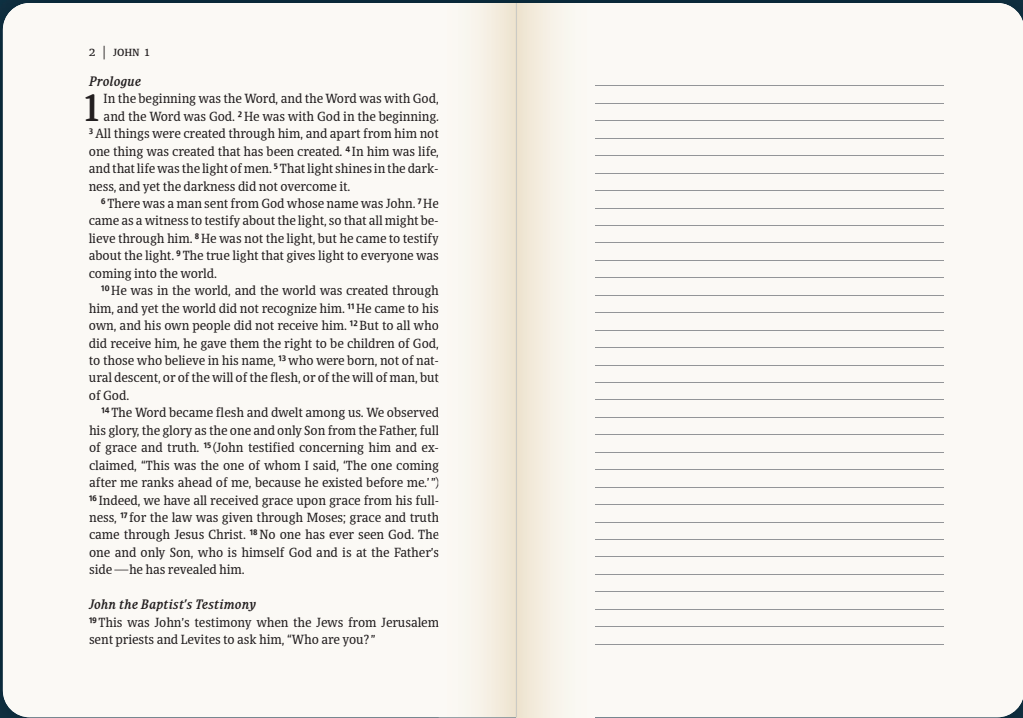 2 | JOHN 1
Prologue
1 In the beginning was the Word, and the Word was with God,
and the Word was God. 2 He was with God in the beginning.
3 All things were created through him, and apart from him not
one thing was created that has been created. 4 In him was life,
and that life was the light of men. 5 That light shines in the dark-
ness, and yet the darkness did not overcome it.
6 There was a man sent from God whose name was John. 7 He
came as a witness to testify about the light, so that all might be-
lieve through him. 8 He was not the light, but he came to testify
about the light. 9 The true light that gives light to everyone was
coming into the world.
10 He was in the world, and the world was created through
him, and yet the world did not recognize him. 11 He came to his
own, and his own people did not receive him. 12 But to all who
did receive him, he gave them the right to be children of God,
to those who believe in his name, 13 who were born, not of nat-
ural descent, or of the will of the flesh, or of the will of man, but
of God.
14 The Word became flesh and dwelt among us. We observed
his glory, the glory as the one and only Son from the Father, full
of grace and truth. 15 (John testified concerning him and ex-
claimed, “This was the one of whom I said, ‘The one coming
after me ranks ahead of me, because he existed before me.’ ”)
16 Indeed, we have all received grace upon grace from his full-
ness, 17 for the law was given through Moses; grace and truth
came through Jesus Christ. 18 No one has ever seen God. The
one and only Son, who is himself God and is at the Father’s
side — he has revealed him.
John the Baptist’s Testimony
19 This was John’s testimony when the Jews from Jerusalem
sent priests and Levites to ask him, “Who are you?”